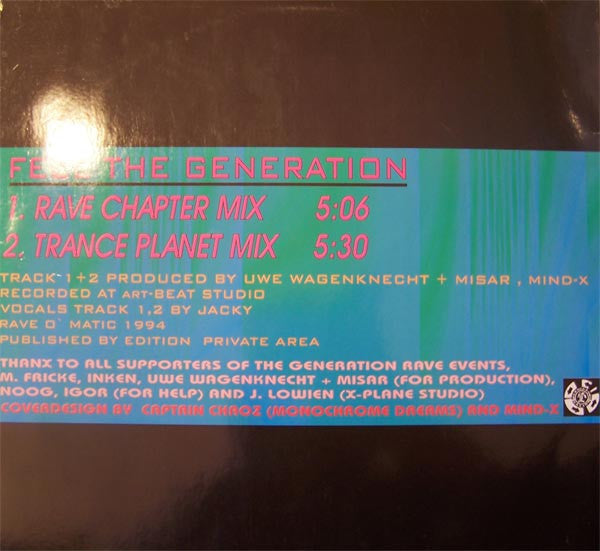 FEEL THE GENERATION
1. RAVE CHAPTER MIX 5:06
2. TRANCE PLANET MIX 5:30
TRACK 1+2 PRODUCED BY UWE WAGENKNECHT + MISAR , MIND-X
RECORDED AT ART-BEAT STUDIO
VOCALS TRACK 1,2 BY JACKY
RAVE O` MATIC 1994
PUBLISHED BY EDITION PRIVATE AREA
THANX TO ALL SUPPORTERS OF THE GENERATION RAVE EVENTS,
M. FRICKE, INKEN, UWE WAGENKNECHT + MISAR (FOR PRODUCTION),
NOOG, IGOR (FOR HELP) AND J. LOWIEN (X-PLANE STUDIO)
COVERDESIGN BY CAPTAIN CHROZ (MONOCHROME DREAMS) AND MIND-X